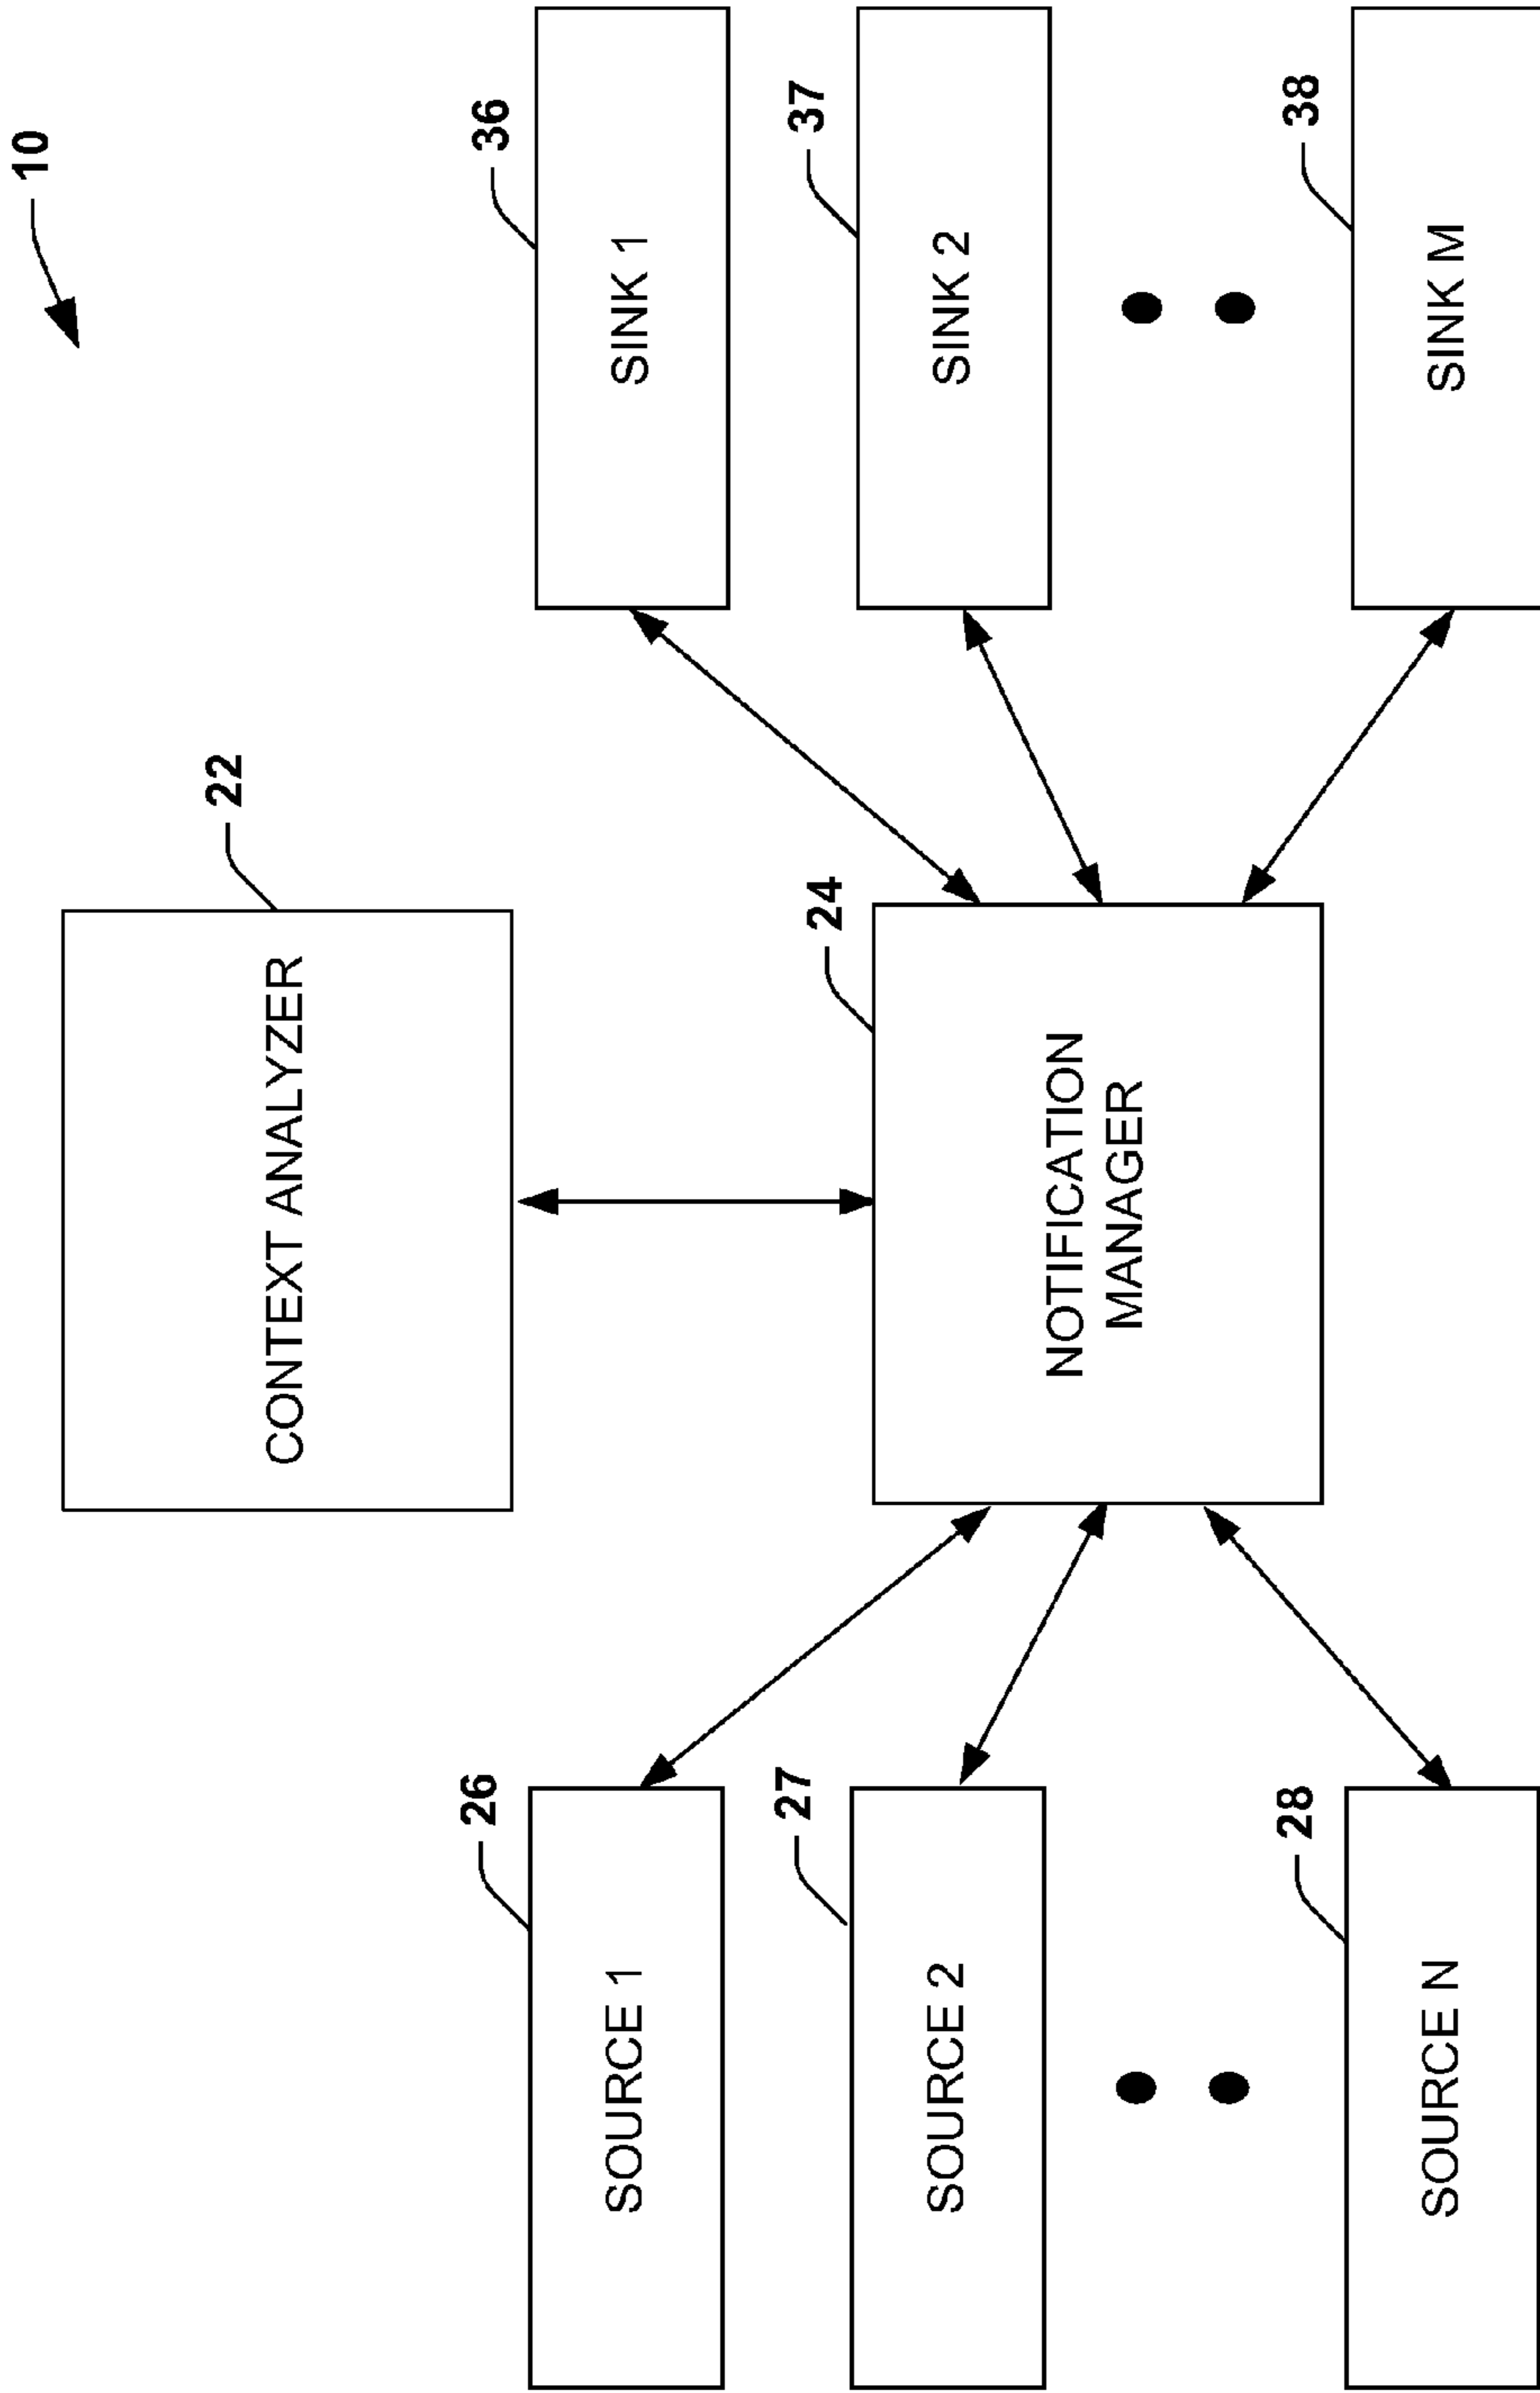 10
22
CONTEXT ANALYZER
26
SOURCE 1
36
SINK 1
24
NOTIFICATION
MANAGER
27
SOURCE 2
37
SINK 2
28
SOURCE N
38
SINK M